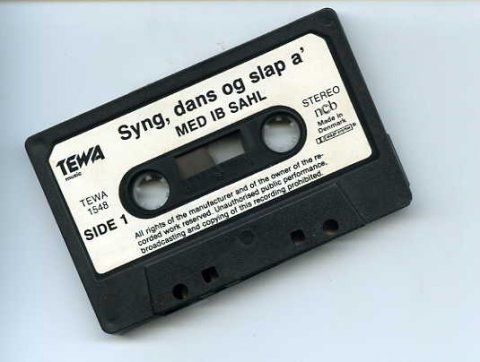 Syng, dans og slap a'
MED IB SAHL
TEWA
music
TEWA
1548
SIDE 1
STEREO
ncb
Made in
Denmark
All rights of the manufacturer and of the owner of the re-
corded work reserved. Unauthorised public performance,
broadcasting and copying of this recording prohibited.